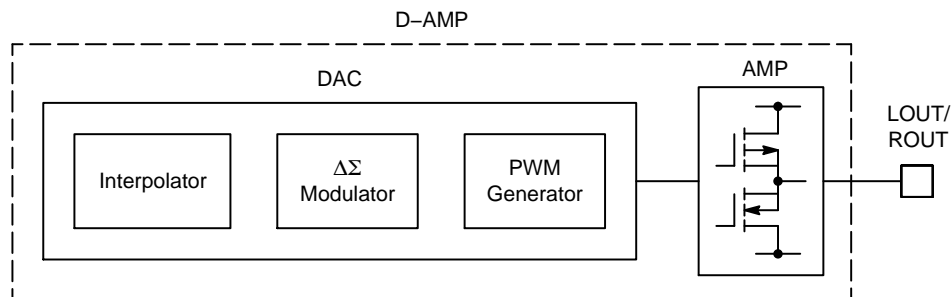 D–AMP
DAC
AMP
LOUT/
ROUT
Interpolator
ΔΣ
Modulator
PWM
Generator